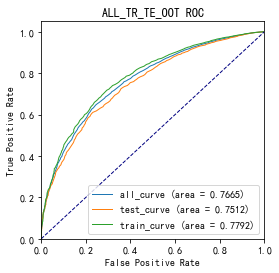 ALL_TR_TE_OOT ROC
1.0
0.8
0.6
0.4
0.2
0.0
True Positive Rate
all_curve (area = 0.7665)
test_curve (area = 0.7512)
train_curve (area = 0.7792)
0.0 0.2 0.4 0.6 0.8 1.0
False Positive Rate